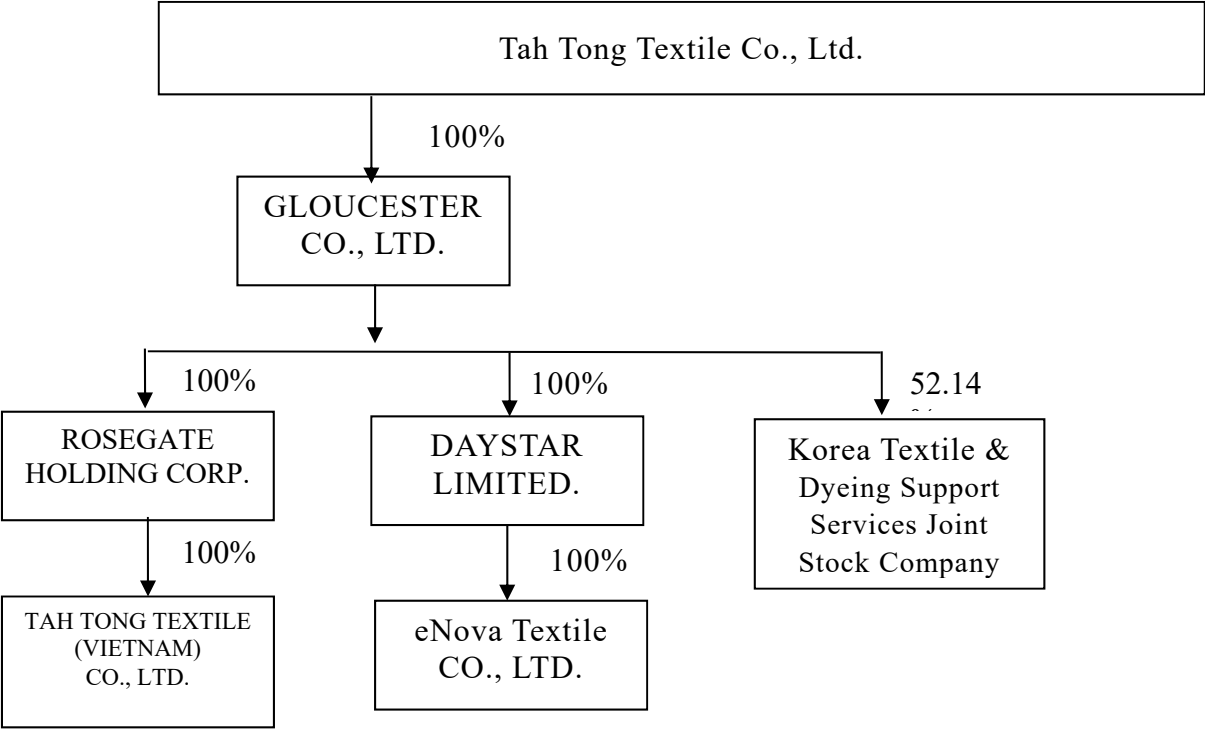 Tah Tong Textile Co., Ltd.
100%
GLOUCESTER
CO., LTD.
100%
100%
52.14
ROSEGATE
HOLDING CORP.
DAYSTAR
LIMITED.
Korea Textile &
Dyeing Support
Services Joint
Stock Company
100%
100%
TAH TONG TEXTILE
(VIETNAM)
CO., LTD.
eNova Textile
CO., LTD.